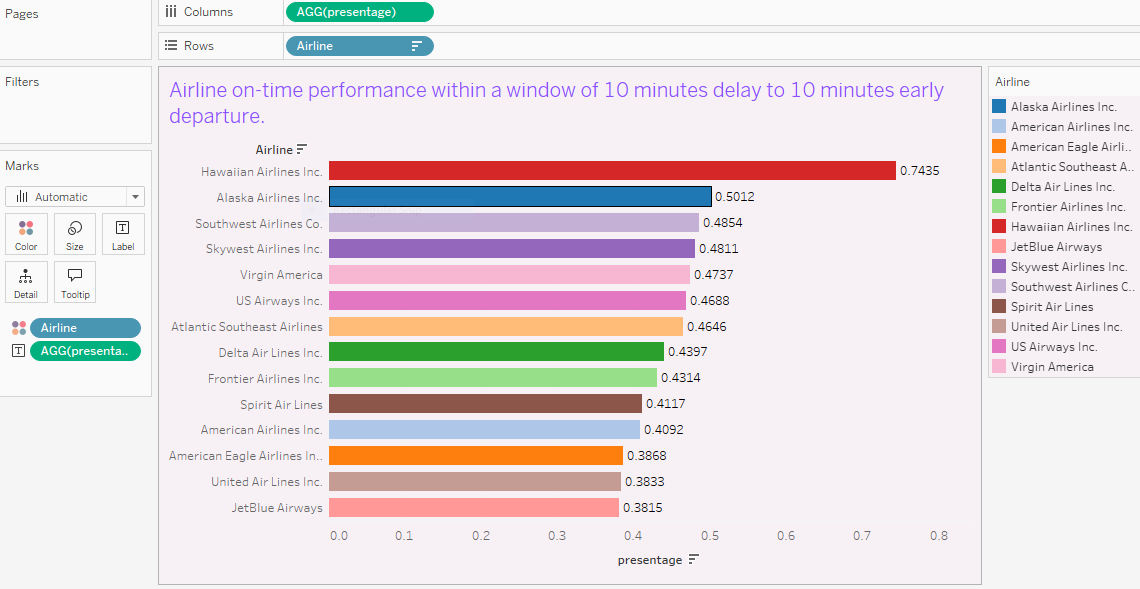 Pages
Columns
AGG(presentage)
Rows
Airline
Filters
Marks
Automatic
Color
Size
Label
Detail
Tooltip
Airline
AGG(presenta..
Airline on-time performance within a window of 10 minutes delay to 10 minutes early
departure.
Airline
Hawaiian Airlines Inc. 0.7435
Alaska Airlines Inc. 0.5012
Southwest Airlines Co. 0.4854
Skywest Airlines Inc. 0.4811
Virgin America 0.4737
US Airways Inc. 0.4688
Atlantic Southeast Airlines 0.4646
Delta Air Lines Inc. 0.4397
Frontier Airlines Inc. 0.4314
Spirit Air Lines 0.4117
American Airlines Inc. 0.4092
American Eagle Airlines In.. 0.3868
United Air Lines Inc. 0.3833
JetBlue Airways 0.3815
0.0 0.1 0.2 0.3 0.4 0.5 0.6 0.7 0.8
presentage
Airline
Alaska Airlines Inc.
American Airlines Inc.
American Eagle Airli..
Atlantic Southeast A..
Delta Air Lines Inc.
Frontier Airlines Inc.
Hawaiian Airlines Inc.
JetBlue Airways
Skywest Airlines Inc.
Southwest Airlines C..
Spirit Air Lines
United Air Lines Inc.
US Airways Inc.
Virgin America